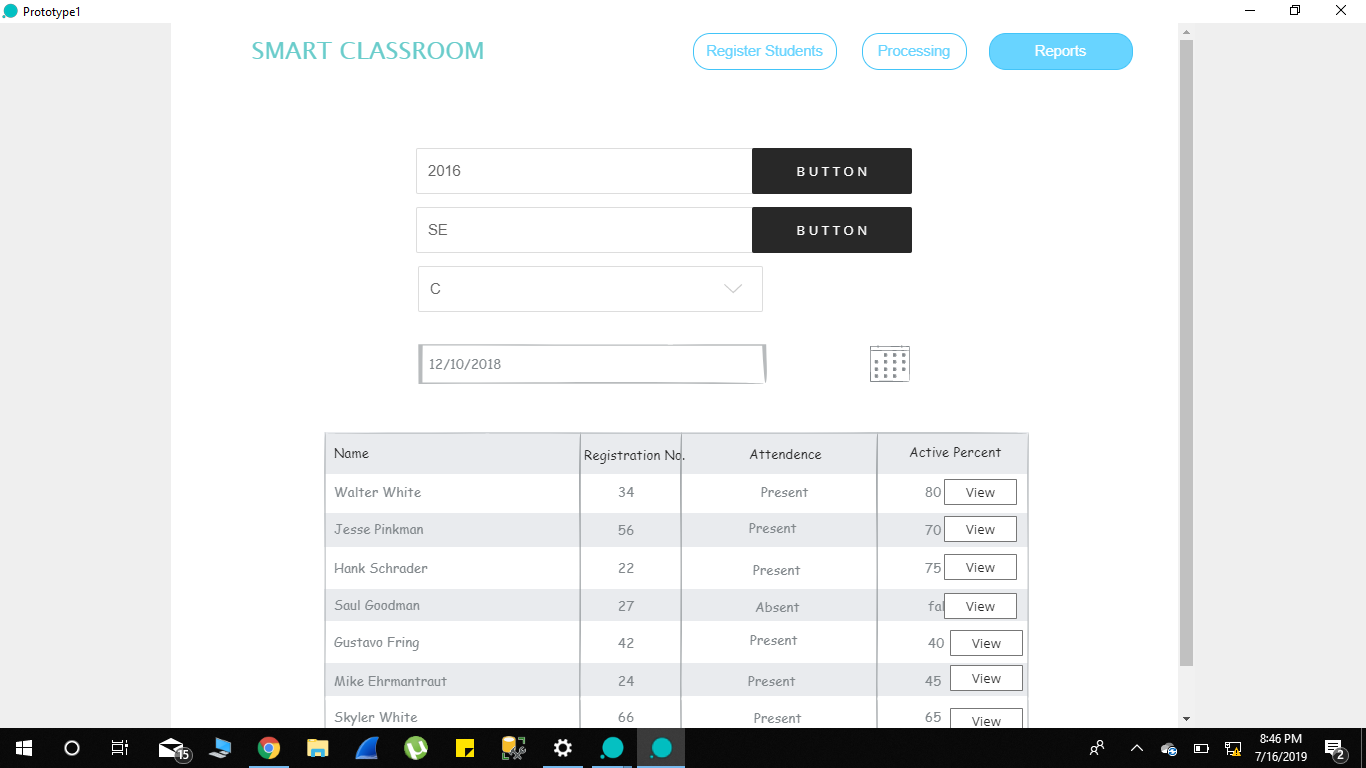 Prototype1
SMART CLASSROOM Register Students Processing Reports
2016 BUTTON
SE BUTTON
C
12/10/2018
Name Registration No. Attendence Active Percent
Walter White 34 Present 80 View
Jesse Pinkman 56 Present 70 View
Hank Schrader 22 Present 75 View
Saul Goodman 27 Absent fal View
Gustavo Fring 42 Present 40 View
Mike Ehrmantraut 24 Present 45 View
Skyler White 66 Present 65 View
15
8:46 PM
7/16/2019
2